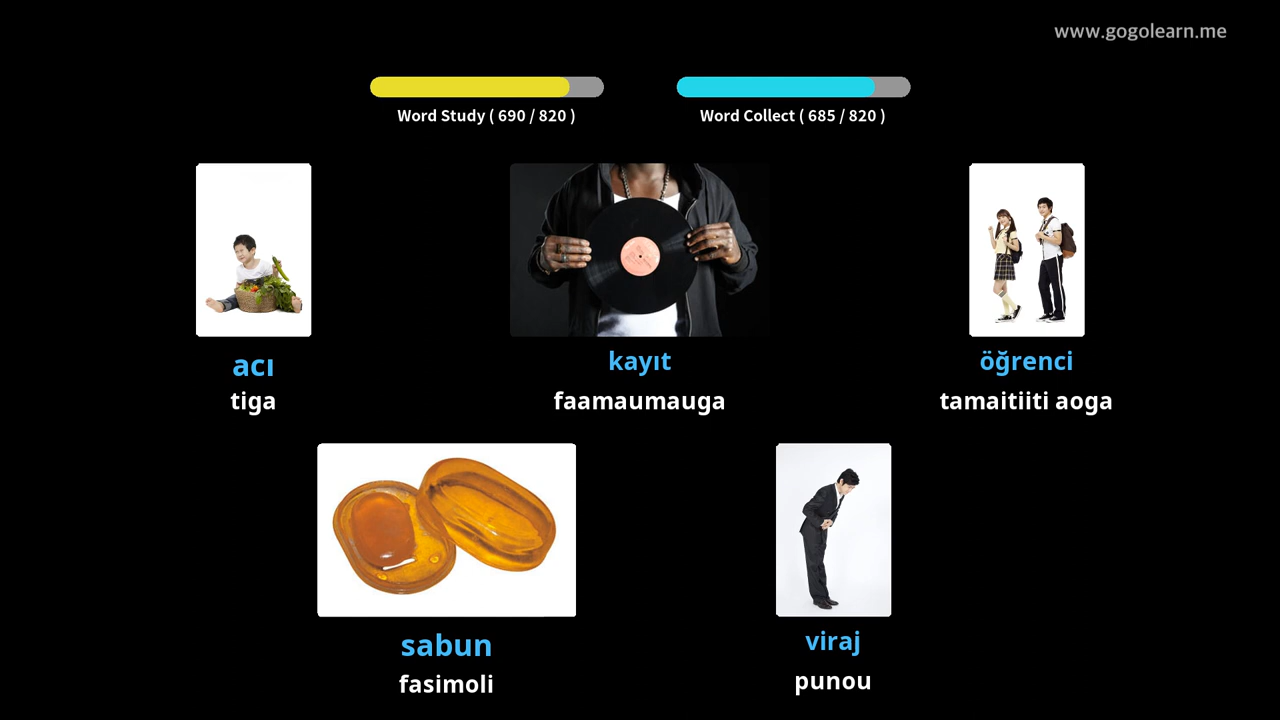 www.gogolearn.me
Word Study ( 690 / 820 )
Word Collect ( 685 / 820 )
acı
tiga
kayıt
faamaumauga
öğrenci
tamaitiiti aoga
sabun
fasimoli
viraj
punou